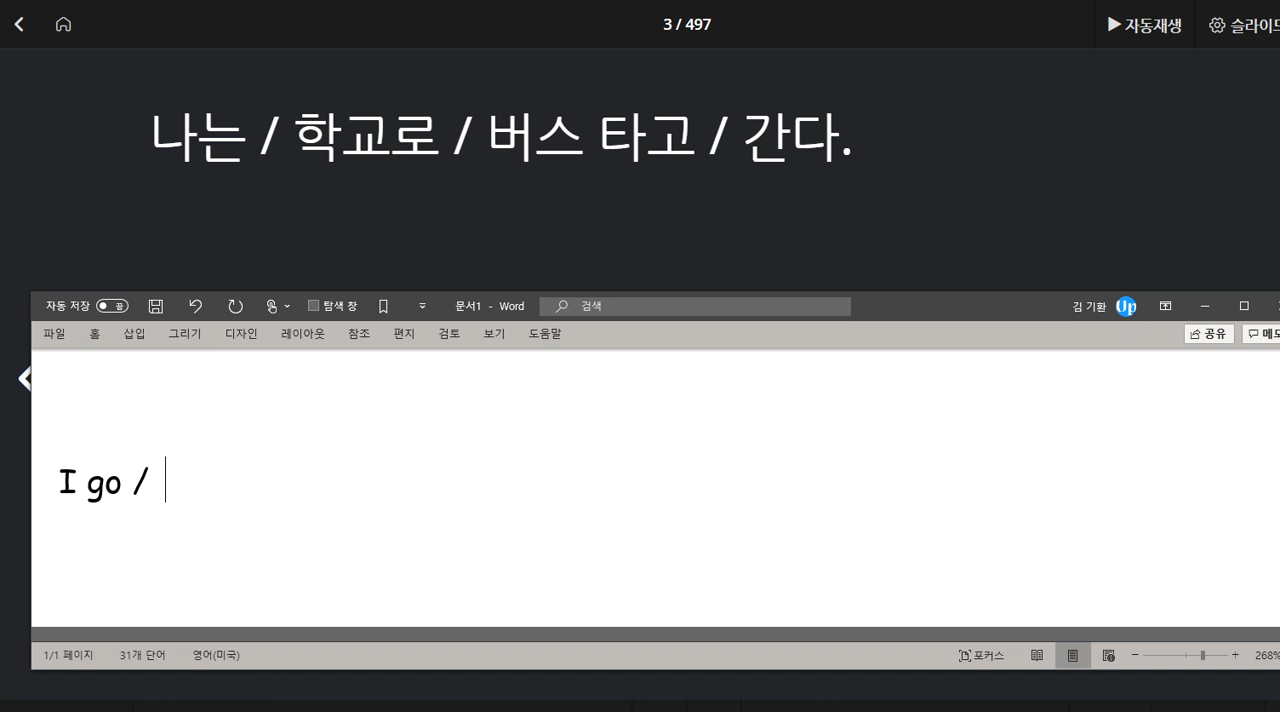 3 / 497
▶ 자동재생
나는 / 학교로 / 버스 타고 / 간다.
자동 저장 끔
탐색 창
문서1 - Word
검색
김 기환
Up
파일 홈 삽입 그리기 디자인 레이아웃 참조 편지 검토 보기 도움말
공유
I go /
1/1 페이지 31개 단어 영어(미국)
포커스
268%